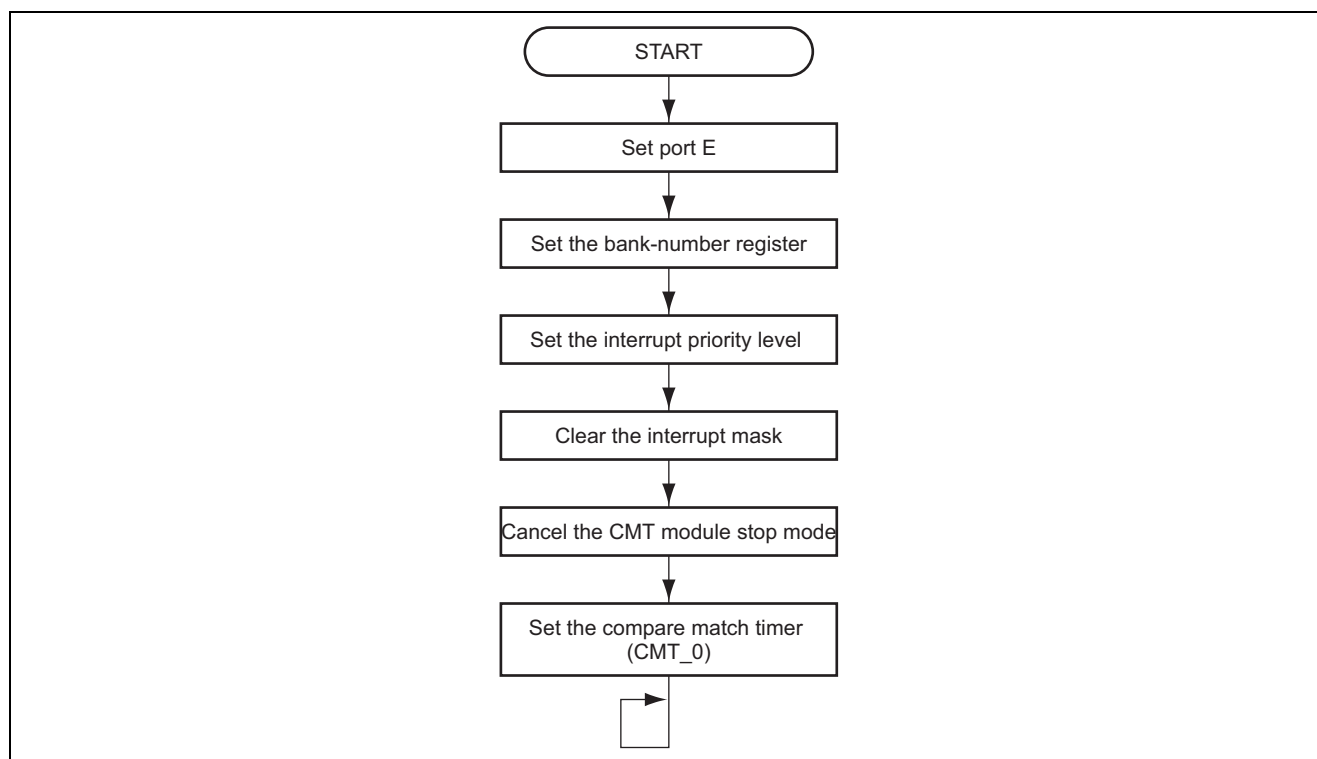 START
Set port E
Set the bank-number register
Set the interrupt priority level
Clear the interrupt mask
Cancel the CMT module stop mode
Set the compare match timer
(CMT_0)